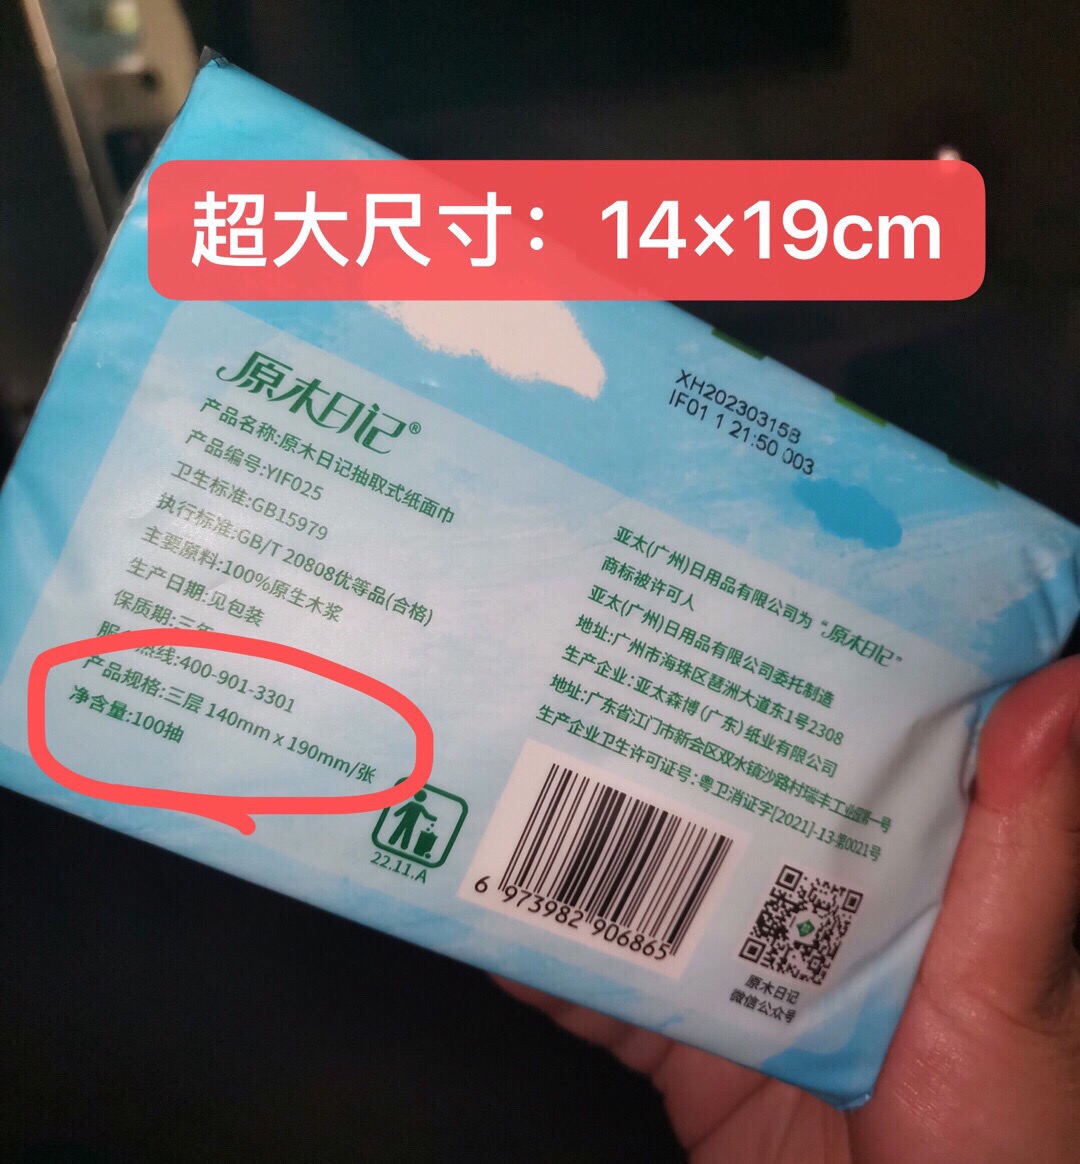 超大尺寸：14×19cm
原木日记®
产品名称:原木日记抽取式纸面巾
产品编号:YIF025
卫生标准:GB15979
执行标准:GB/T 20808优等品(合格)
主要原料:100%原生木浆
生产日期:见包装
保质期:三年
热线:400-901-3301
产品规格:三层 140mm x 190mm/张
净含量:100抽
XH20230315B
IF01 1 21:50 003
亚太(广州)日用品有限公司为“原木日记”
商标被许可人
亚太(广州)日用品有限公司委托制造
地址:广州市海珠区琶洲大道东1号2308
生产企业:亚太森博(广东)纸业有限公司
地址:广东省江门市新会区双水镇沙路村瑞丰工业园第一号
生产企业卫生许可证号:粤卫消证字[2021]-13-第0021号
22.11.A
6 973982 906865
原木日记
微信公众号